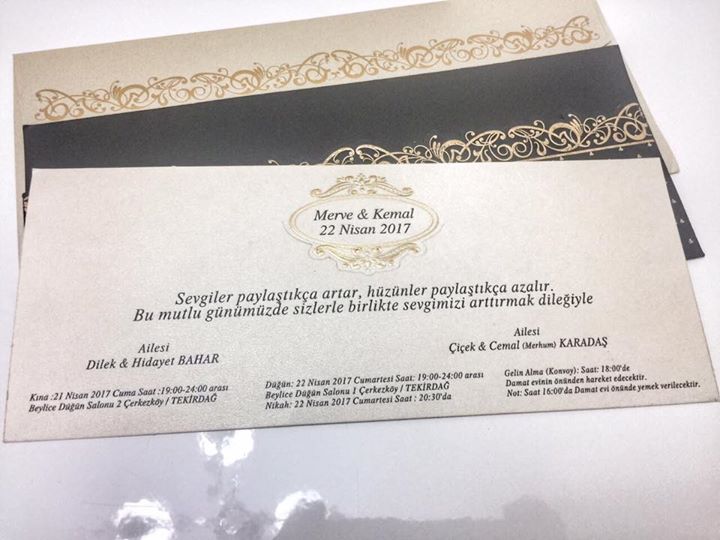 Merve & Kemal
22 Nisan 2017
Sevgiler paylaştıkça artar, hüzünler paylaştıkça azalır.
Bu mutlu günümüzde sizlerle birlikte sevgimizi arttırmak dileğiyle
Ailesi
Dilek & Hidayet BAHAR
Ailesi
Çiçek & Cemal (Merhum) KARADAŞ
Kına :21 Nisan 2017 Cuma Saat :19:00-24:00 arası
Beylice Düğün Salonu 2 Çerkezköy / TEKİRDAĞ
Düğün: 22 Nisan 2017 Cumartesi Saat: 19:00-24:00 arası
Beylice Düğün Salonu 1 Çerkezköy / TEKİRDAĞ
Nikah: 22 Nisan 2017 Cumartesi Saat : 20:30'da
Gelin Alma (Konvoy): Saat: 18:00'de
Damat evinin önünden hareket edecektir.
Not: Saat 16:00'da Damat evi önünde yemek verilecektir.